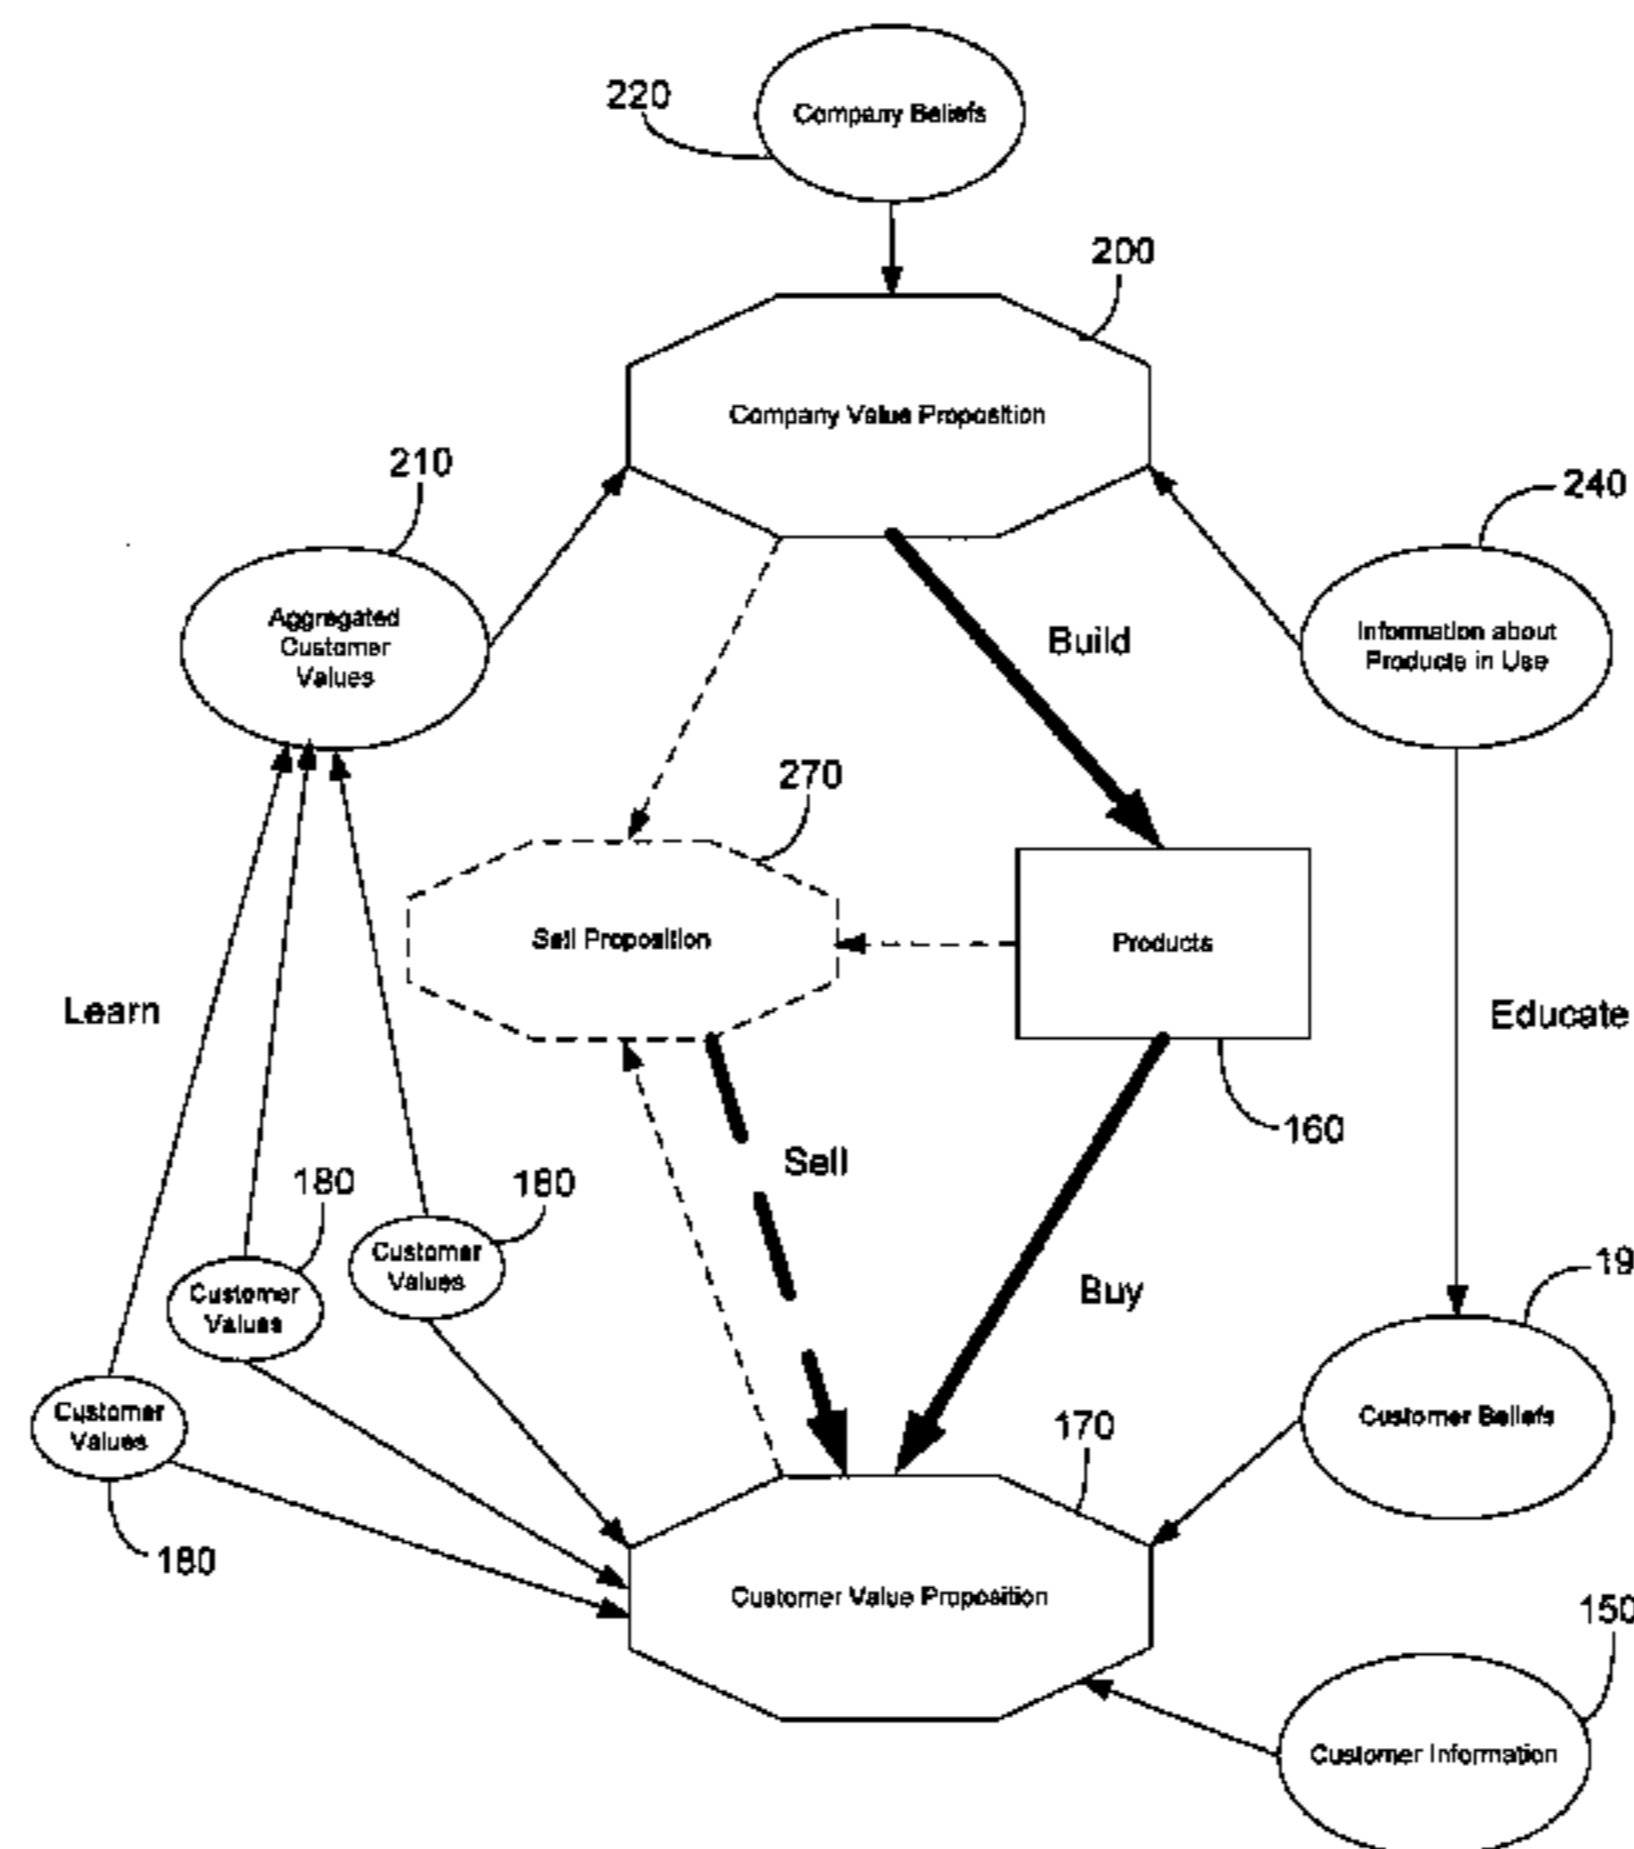 220
Company Beliefs
200
Company Value Proposition
210
240
Aggregated
Customer
Values
Information about
Products in Use
Build
270
Sell Proposition
Products
Learn
Educate
160
Sell
180
180
Customer
Values
Customer
Values
Buy
19
Customer
Values
170
Customer Beliefs
180
Customer Value Proposition
150
Customer Information